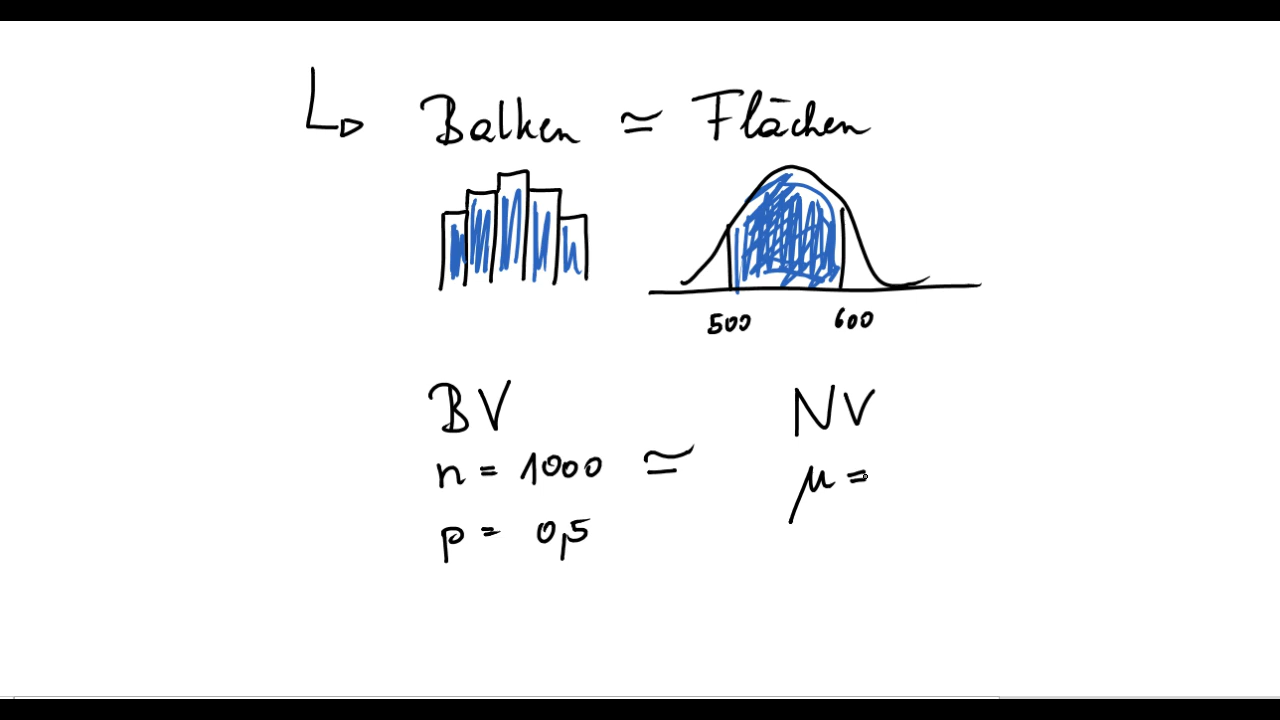 Balken ≃ Flächen
500 600
BV NV
n = 1000 ≃ μ =
p = 0,5